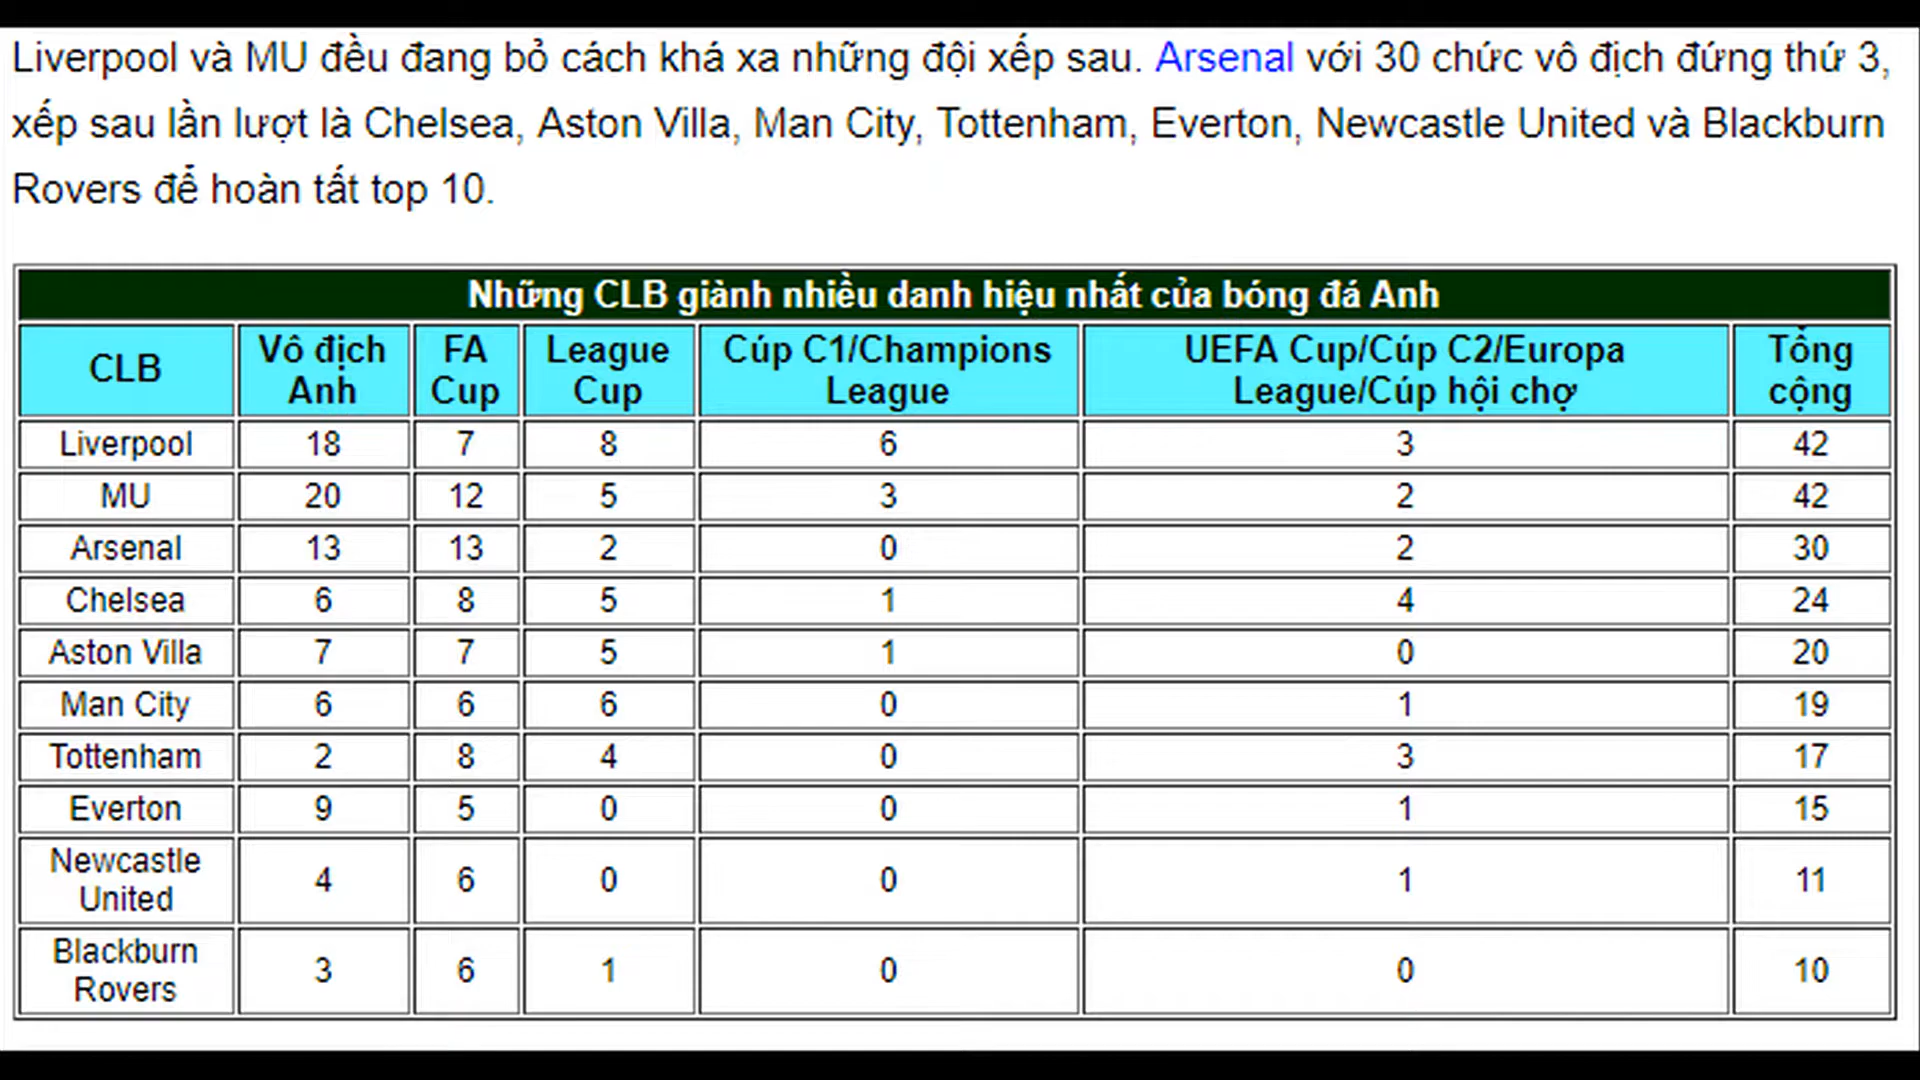 Liverpool và MU đều đang bỏ cách khá xa những đội xếp sau. Arsenal với 30 chức vô địch đứng thứ 3,
xếp sau lần lượt là Chelsea, Aston Villa, Man City, Tottenham, Everton, Newcastle United và Blackburn
Rovers để hoàn tất top 10.
Những CLB giành nhiều danh hiệu nhất của bóng đá Anh
CLB Vô địch Anh FA Cup League Cup Cúp C1/Champions League UEFA Cup/Cúp C2/Europa League/Cúp hội chợ Tổng cộng
Liverpool 18 7 8 6 3 42
MU 20 12 5 3 2 42
Arsenal 13 13 2 0 2 30
Chelsea 6 8 5 1 4 24
Aston Villa 7 7 5 1 0 20
Man City 6 6 6 0 1 19
Tottenham 2 8 4 0 3 17
Everton 9 5 0 0 1 15
Newcastle United 4 6 0 0 1 11
Blackburn Rovers 3 6 1 0 0 10